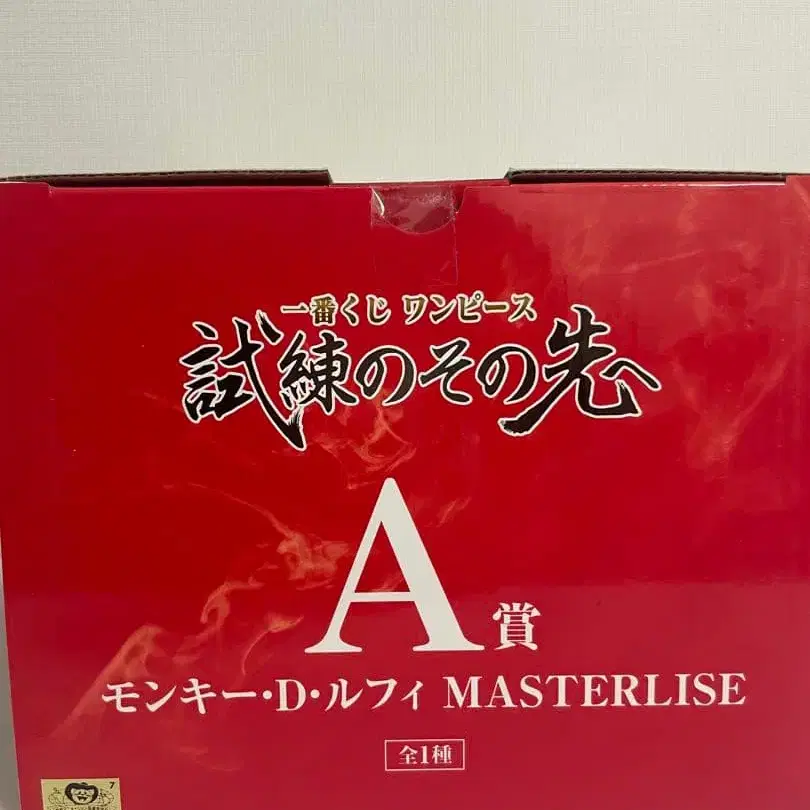 一番くじ ワンピース
試練のその先へ
A賞
モンキー・D・ルフィ MASTERLISE
全1種
7